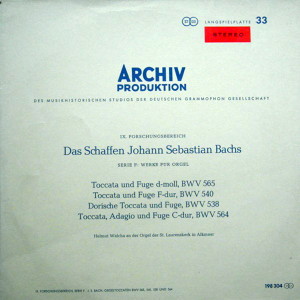 LANGSPIELPLATTE 33
STEREO
ARCHIV
PRODUKTION
DES MUSIKHISTORISCHEN STUDIOS DER DEUTSCHEN GRAMMOPHON GESELLSCHAFT
IX. FORSCHUNGSBEREICH
Das Schaffen Johann Sebastian Bachs
SERIE F: WERKE FÜR ORGEL
Toccata und Fuge d-moll, BWV 565
Toccata und Fuge F-dur, BWV 540
Dorische Toccata und Fuge, BWV 538
Toccata, Adagio und Fuge C-dur, BWV 564
Helmut Walcha an der Orgel der St. Laurenskerk in Alkmaar
198 304